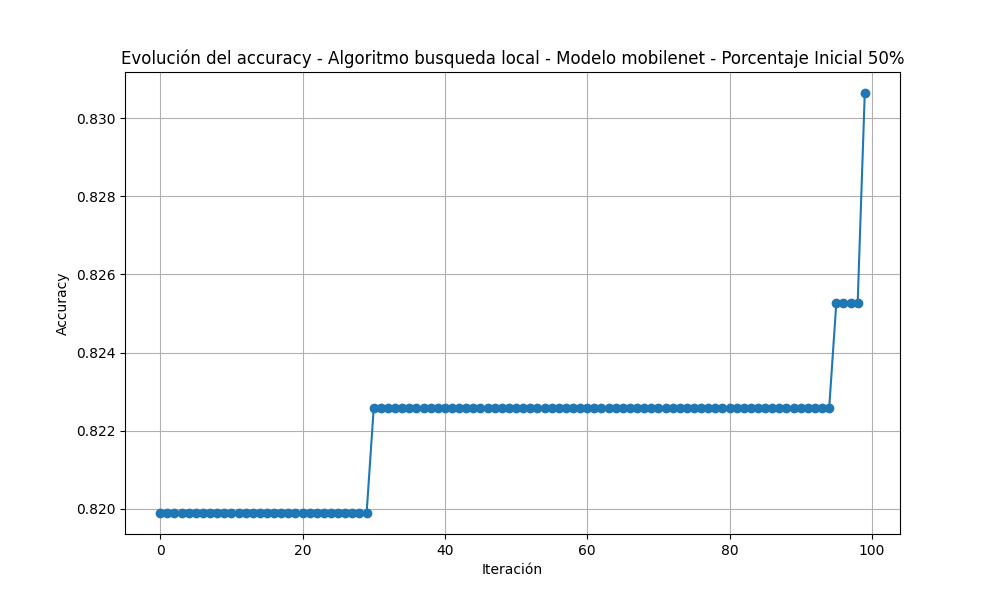 Evolución del accuracy - Algoritmo busqueda local - Modelo mobilenet - Porcentaje Inicial 50%
0.830
0.828
0.826
0.824
0.822
0.820
Accuracy
0 20 40 60 80 100
Iteración